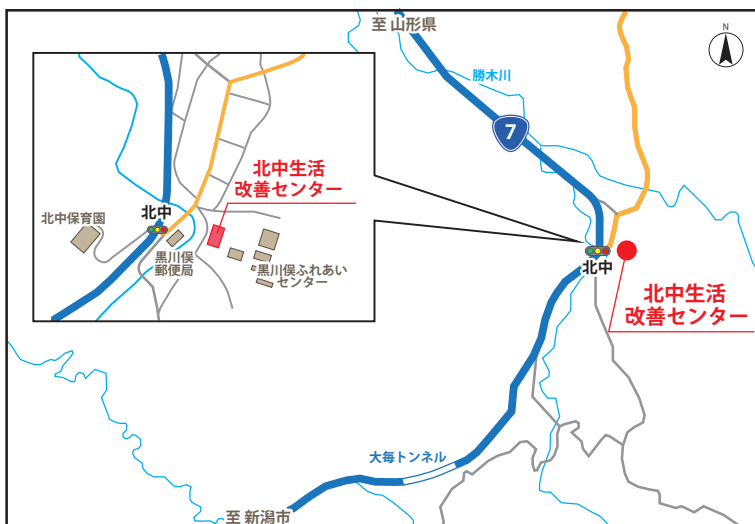 至 山形県
N
勝木川
7
北中生活
改善センター
北中
北中保育園
黒川俣
郵便局
黒川俣ふれあい
センター
北中
北中生活
改善センター
大毎トンネル
至 新潟市